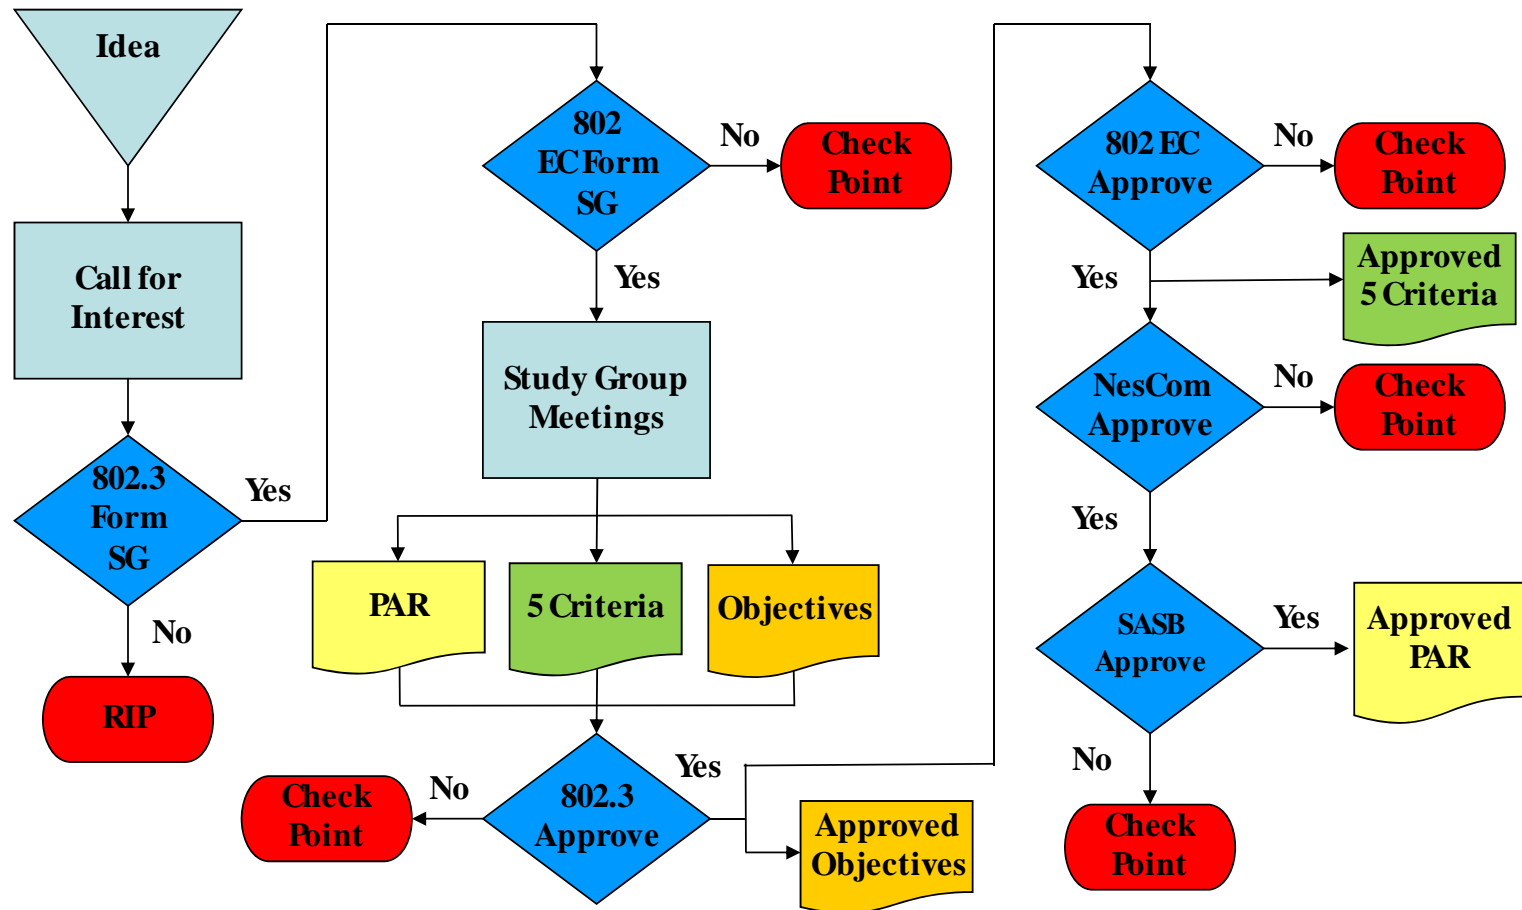 Idea
Call for
Interest
802.3
Form
SG
Yes
No
RIP
802
EC Form
SG
No
Check
Point
Yes
Study Group
Meetings
PAR
5 Criteria
Objectives
802.3
Approve
No
Check
Point
Yes
Approved
Objectives
802 EC
Approve
No
Check
Point
Yes
Approved
5 Criteria
NesCom
Approve
No
Check
Point
Yes
SASB
Approve
Yes
Approved
PAR
No
Check
Point